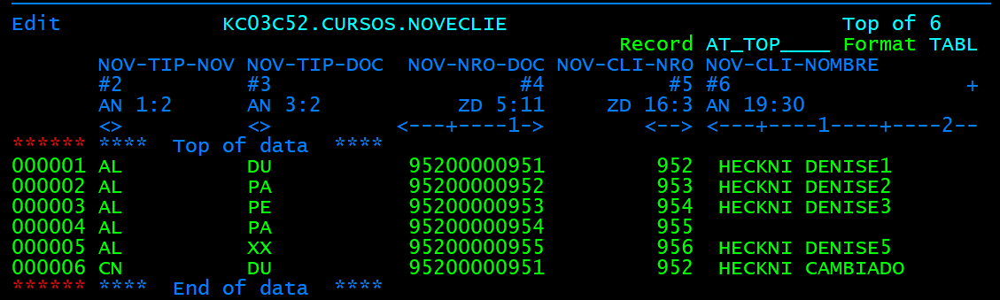 Edit KC03C52.CURSOS.NOVECLIE Top of 6
Record AT_TOP____ Format TABL
NOV-TIP-NOV NOV-TIP-DOC NOV-NRO-DOC NOV-CLI-NRO NOV-CLI-NOMBRE
#2 #3 #4 #5 #6 +
AN 1:2 AN 3:2 ZD 5:11 ZD 16:3 AN 19:30
<> <> <---+----1-> <--> <---+----1----+----2--
****** **** Top of data ****
000001 AL DU 95200000951 952 HECKNI DENISE1
000002 AL PA 95200000952 953 HECKNI DENISE2
000003 AL PE 95200000953 954 HECKNI DENISE3
000004 AL PA 95200000954 955
000005 AL XX 95200000955 956 HECKNI DENISE5
000006 CN DU 95200000951 952 HECKNI CAMBIADO
****** **** End of data ****